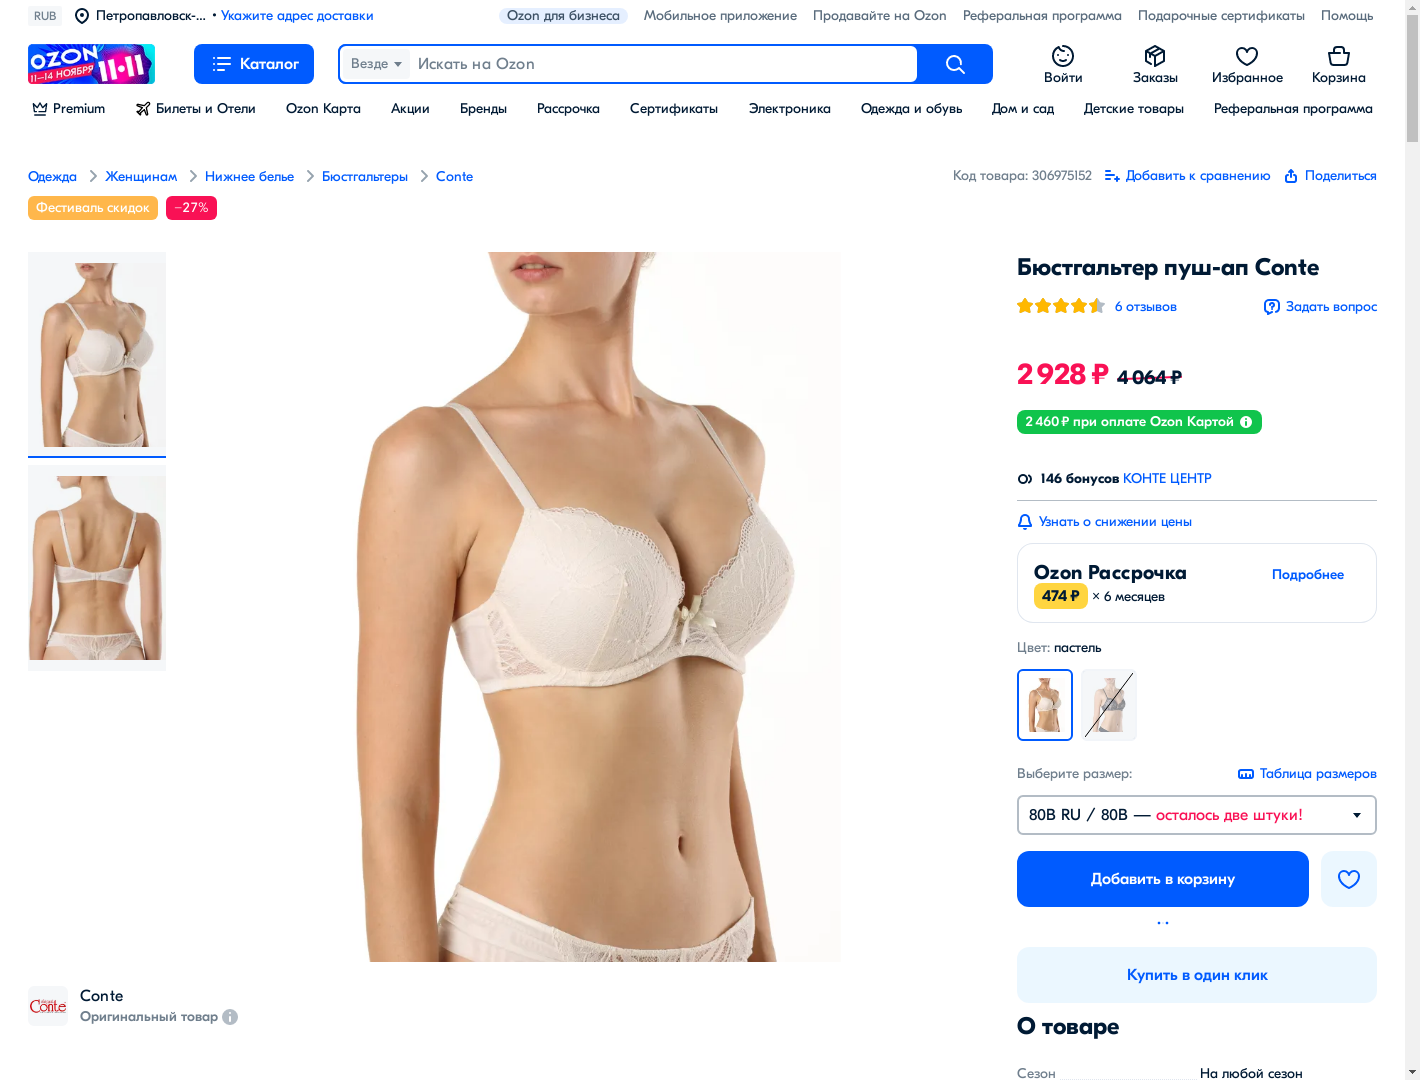 RUB
Петропавловск-... • Укажите адрес доставки
Ozon для бизнеса
Мобильное приложение
Продавайте на Ozon
Реферальная программа
Подарочные сертификаты
Помощь
OZON 11•11
11–14 НОЯБРЯ
Каталог
Везде
Искать на Ozon
Войти
Заказы
Избранное
Корзина
Premium
Билеты и Отели
Ozon Карта
Акции
Бренды
Рассрочка
Сертификаты
Электроника
Одежда и обувь
Дом и сад
Детские товары
Реферальная программа
Одежда
Женщинам
Нижнее белье
Бюстгальтеры
Conte
Код товара: 306975152
Добавить к сравнению
Поделиться
Фестиваль скидок
−27%
Бюстгальтер пуш-ап Conte
6 отзывов
Задать вопрос
2 928 ₽ 4 064 ₽
2 460 ₽ при оплате Ozon Картой
146 бонусов КОНТЕ ЦЕНТР
Узнать о снижении цены
Ozon Рассрочка
Подробнее
474 ₽ × 6 месяцев
Цвет: пастель
Выберите размер:
Таблица размеров
80B RU / 80B — осталось две штуки!
Добавить в корзину
Купить в один клик
Conte
Conte
Оригинальный товар
О товаре
Сезон
На любой сезон